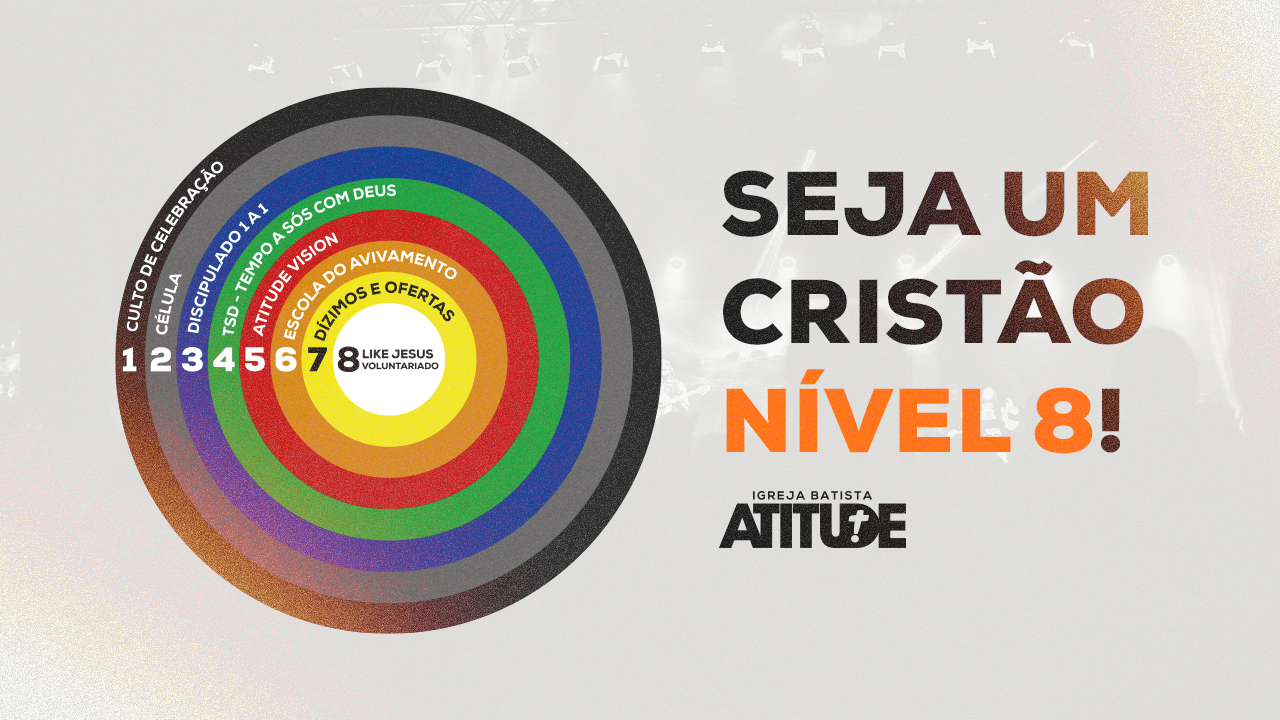 1 CULTO DE CELEBRAÇÃO
2 CÉLULA
3 DISCIPULADO 1 A 1
4 TSD - TEMPO A SÓS COM DEUS
5 ATITUDE VISION
6 ESCOLA DO AVIVAMENTO
7 DÍZIMOS E OFERTAS
8 LIKE JESUS
VOLUNTARIADO
SEJA UM
CRISTÃO
NÍVEL 8!
IGREJA BATISTA
ATITUDE